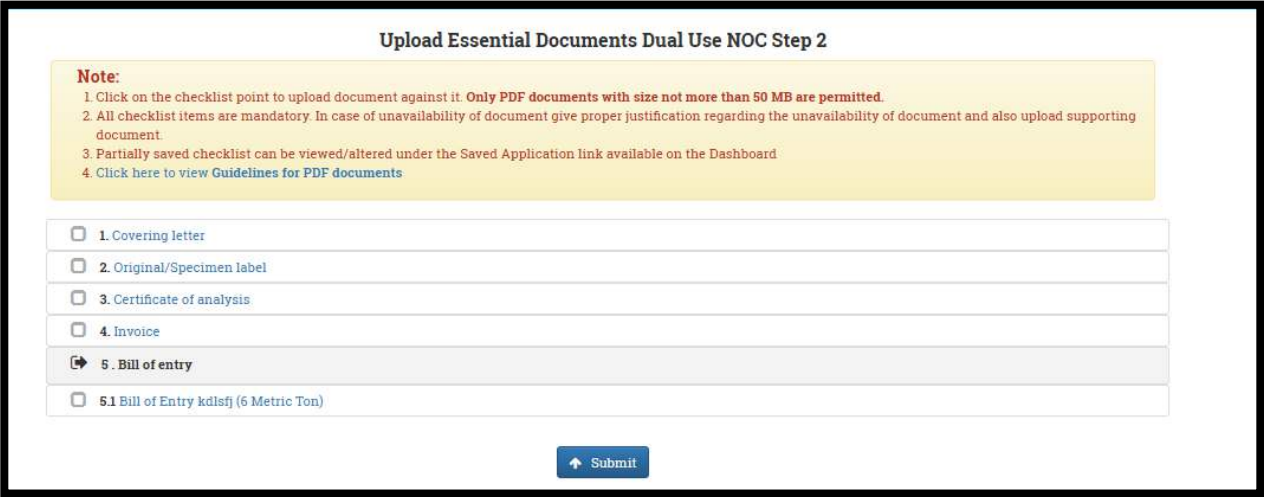 Upload Essential Documents Dual Use NOC Step 2
Note:
1. Click on the checklist point to upload document against it. Only PDF documents with size not more than 50 MB are permitted.
2. All checklist items are mandatory. In case of unavailability of document give proper justification regarding the unavailability of document and also upload supporting
document.
3. Partially saved checklist can be viewed/altered under the Saved Application link available on the Dashboard
4. Click here to view Guidelines for PDF documents
1. Covering letter
2. Original/Specimen label
3. Certificate of analysis
4. Invoice
5 . Bill of entry
5.1 Bill of Entry kdlsfj (6 Metric Ton)
Submit